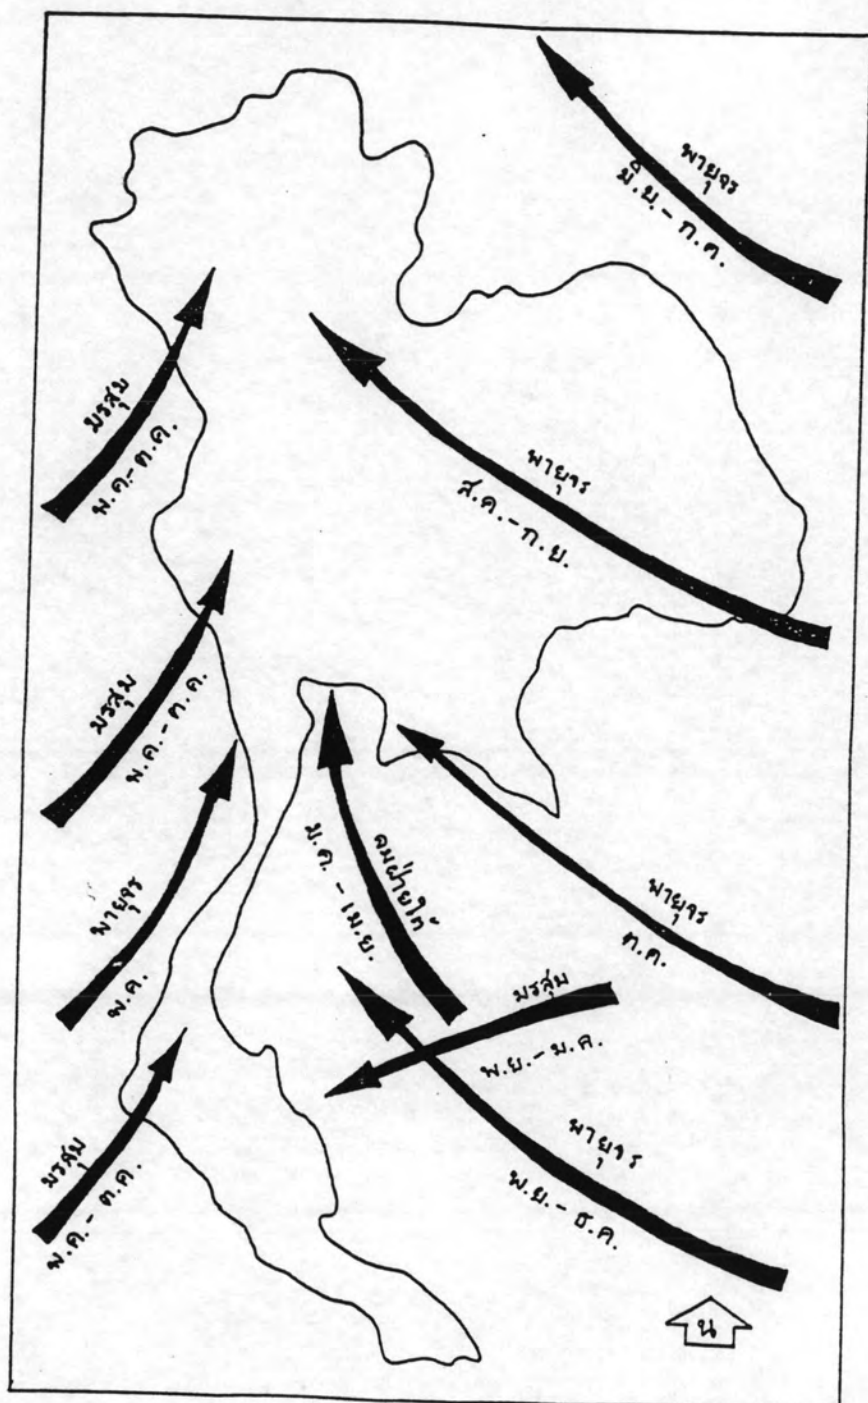 พายุจร
มิ.ย.- ก.ค.
มรสุม
พ.ค.-ต.ค.
พายุจร
ส.ค.-ก.ย.
มรสุม
พ.ค.- ต.ค.
พายุจร
พ.ค.
ลมฝ่ายใต้
ม.ค. - เม.ย.
พายุจร
ต.ค.
มรสุม
พ.ย.- ม.ค.
มรสุม
พ.ค.- ต.ค.
พายุจร
พ.ย.- ธ.ค.
น